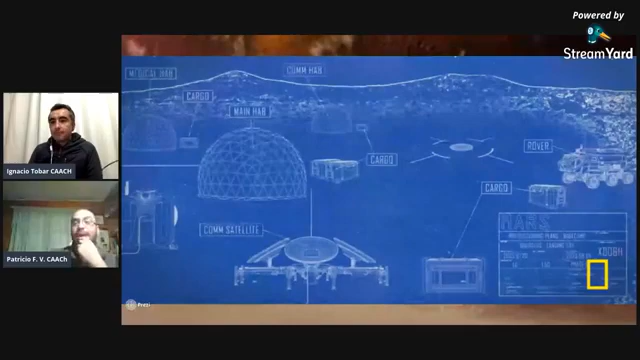 Powered by
StreamYard
MEDICAL HAB
COMM HAB
CARGO
MAIN HAB
CARGO
ROVER
CARGO
COMM SATELLITE
MARS
Ignacio Tobar CAACH
Patricio F. V. CAACh
Prezi